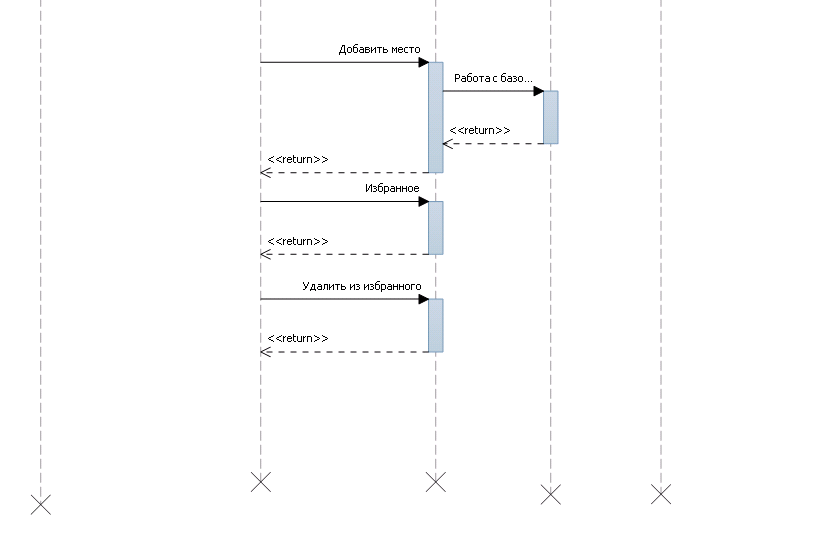 Добавить место
Работа с базо...
<<return>>
<<return>>
Избранное
<<return>>
Удалить из избранного
<<return>>